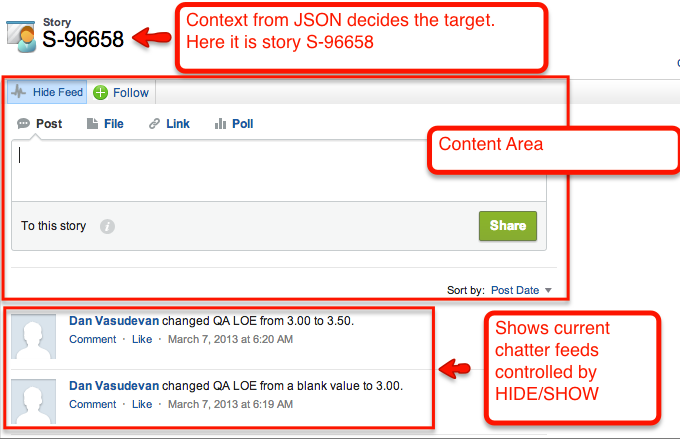 Story
S-96658
Context from JSON decides the target.
Here it is story S-96658
Hide Feed
Follow
Post
File
Link
Poll
Content Area
To this story
Share
Sort by: Post Date
Dan Vasudevan changed QA LOE from 3.00 to 3.50.
Comment · Like · March 7, 2013 at 6:20 AM
Dan Vasudevan changed QA LOE from a blank value to 3.00.
Comment · Like · March 7, 2013 at 6:19 AM
Shows current
chatter feeds
controlled by
HIDE/SHOW